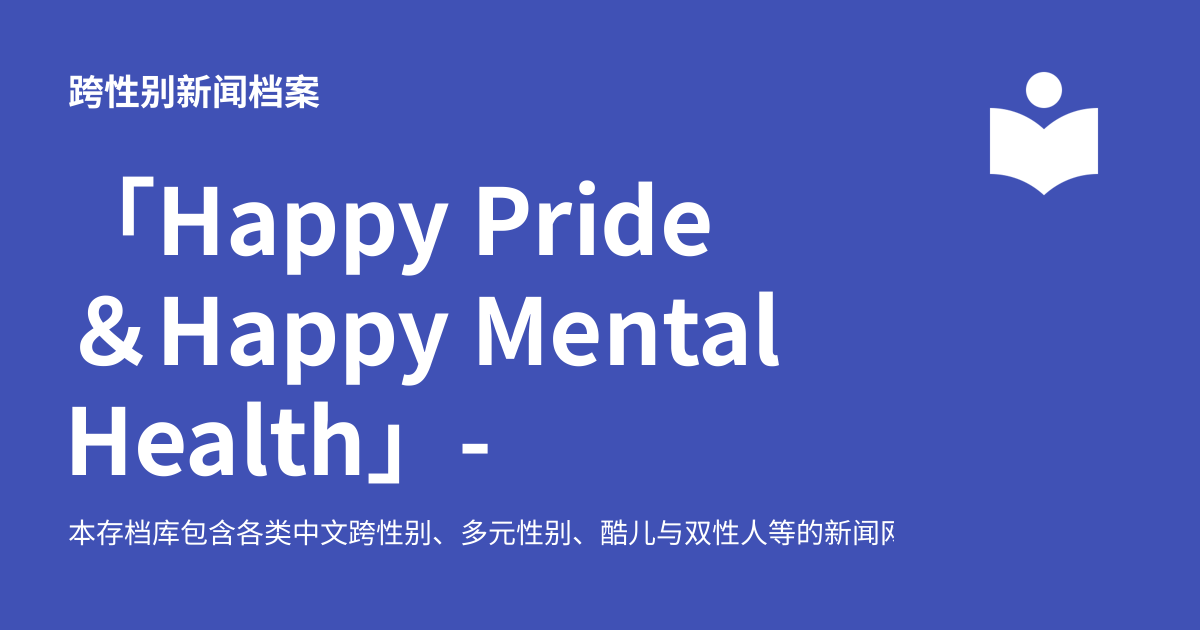 跨性别新闻档案
「Happy Pride
＆Happy Mental
Health」 -
本存档库包含各类中文跨性别、多元性别、酷儿与双性人等的新闻